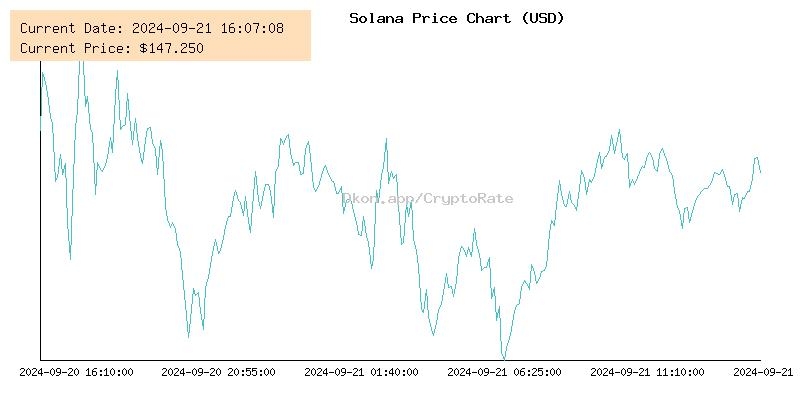 Solana Price Chart (USD)
Current Date: 2024-09-21 16:07:08
Current Price: $147.250
Dkon.app/CryptoRate
2024-09-20 16:10:00 2024-09-20 20:55:00 2024-09-21 01:40:00 2024-09-21 06:25:00 2024-09-21 11:10:00 2024-09-21